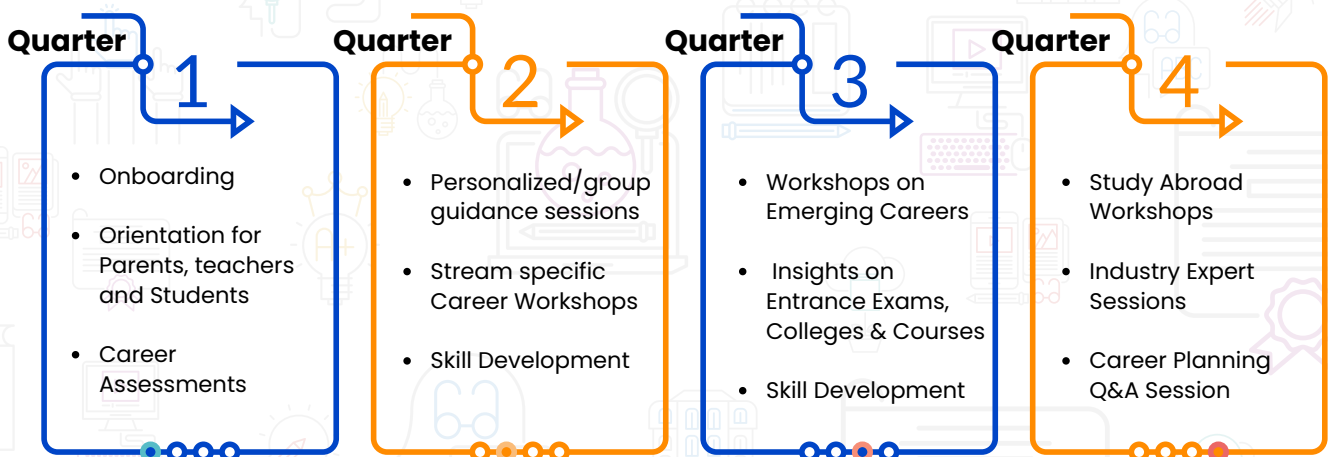 Quarter 1
• Onboarding
• Orientation for
Parents, teachers
and Students
• Career
Assessments
Quarter 2
• Personalized/group
guidance sessions
• Stream specific
Career Workshops
• Skill Development
Quarter 3
• Workshops on
Emerging Careers
• Insights on
Entrance Exams,
Colleges & Courses
• Skill Development
Quarter 4
• Study Abroad
Workshops
• Industry Expert
Sessions
• Career Planning
Q&A Session